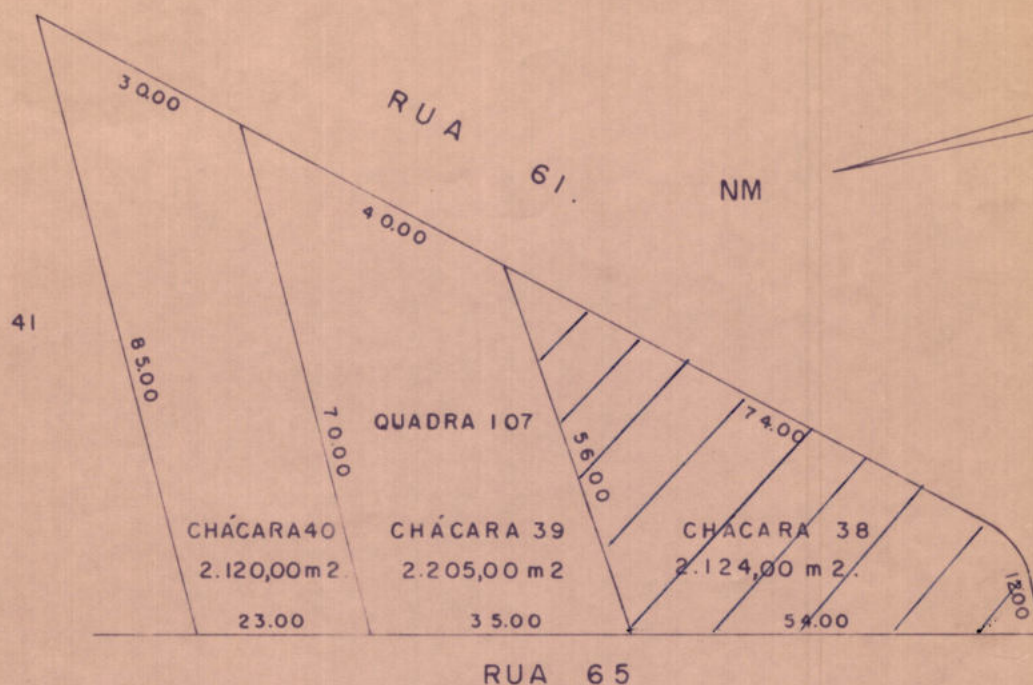 30.00
RUA 61.
NM
40.00
41
85.00
70.00
QUADRA 107
56.00
74.00
CHÁCARA 40
2.120,00 m2
23.00
CHÁCARA 39
2.205,00 m2
35.00
CHÁCARA 38
2.124,00 m2.
54.00
12.00
RUA 65